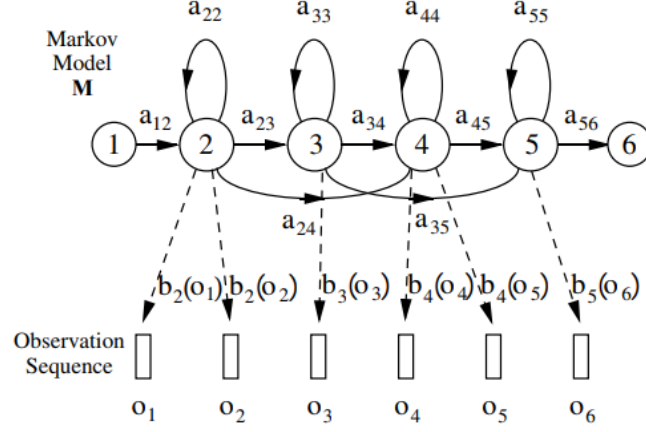 a₂₂ a₃₃ a₄₄ a₅₅
Markov
Model
M
a₁₂ a₂₃ a₃₄ a₄₅ a₅₆
1 2 3 4 5 6
a₂₄ a₃₅
b₂(o₁) b₂(o₂) b₃(o₃) b₄(o₄) b₄(o₅) b₅(o₆)
Observation
Sequence
o₁ o₂ o₃ o₄ o₅ o₆